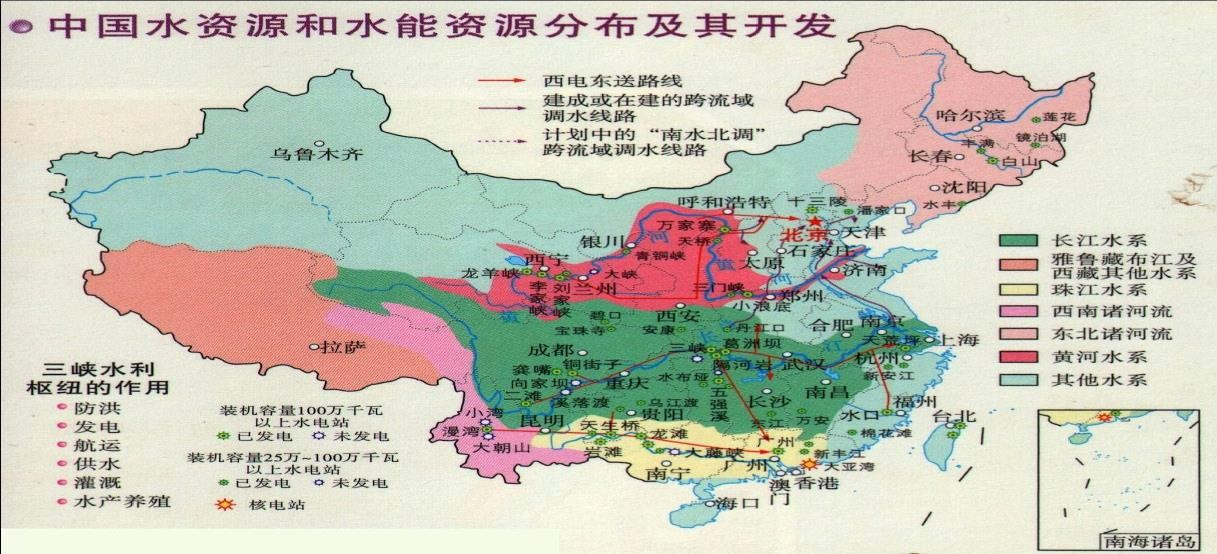 中国水资源和水能资源分布及其开发
西电东送路线
建成或在建的跨流域
调水线路
计划中的“南水北调”
跨流域调水线路
哈尔滨
莲花
镜泊湖
丰满
长春
白山
沈阳
水丰
乌鲁木齐
呼和浩特
十三陵
潘家口
万家寨
北京
天津
天桥
银川
河
石家庄
青铜峡
黄
太原
西宁
济南
龙羊峡
大峡
河
李家峡
刘家峡
兰州
三门峡
郑州
小浪底
黄
西安
碧口
宝珠寺
安康
丹江口
合肥
南京
长
江
天荒坪
上海
拉萨
成都
三峡
葛洲坝
杭州
铜街子
龚嘴
隔河岩
武汉
新安江
向家坝
重庆
水布垭
二滩
溪落渡
五强溪
长沙
南昌
福州
小湾
昆明
乌江渡
贵阳
东江
万安
水口
台北
漫湾
天生桥
龙滩
广州
棉花滩
大朝山
岩滩
大藤峡
新丰江
南宁
广州
大亚湾
澳门
香港
海口
南海诸岛
长江水系
雅鲁藏布江及
西藏其他水系
珠江水系
西南诸河流
东北诸河流
黄河水系
其他水系
三峡水利
枢纽的作用
防洪
发电
航运
供水
灌溉
水产养殖
装机容量100万千瓦
以上水电站
已发电 未发电
装机容量25万~100万千瓦
以上水电站
已发电 未发电
核电站